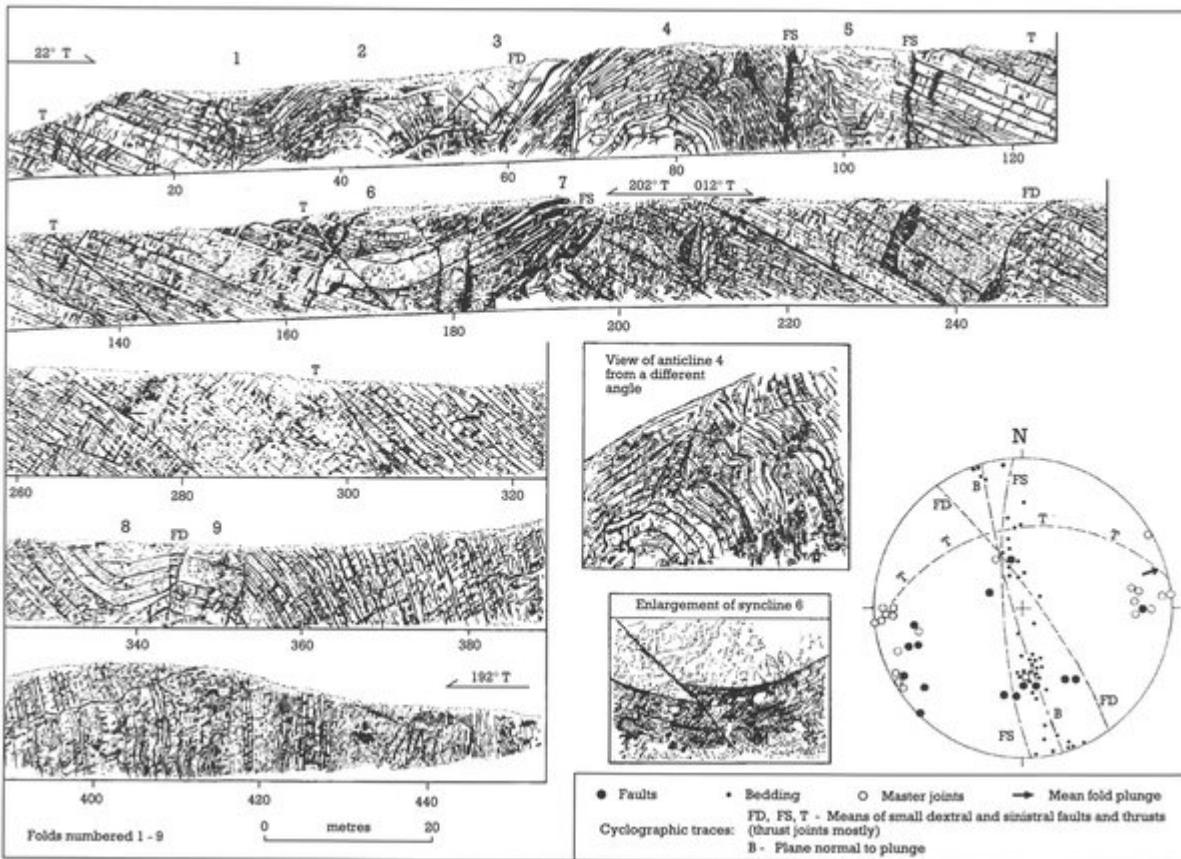 22° T
T
1
2
3
FD
4
FS
5
FS
T
T
20
40
60
80
100
120
T
T
6
7
FS
202° T 012° T
FD
140
160
180
200
220
240
T
260
280
300
320
View of anticline 4
from a different
angle
8
FD
9
340
360
380
Enlargement of syncline 6
192° T
400
420
440
Folds numbered 1 - 9
0 metres 20
N
B
FS
FD
T
T
T
T
FS
B
FD
Faults
Bedding
Master joints
Mean fold plunge
Cyclographic traces:
FD, FS, T - Means of small dextral and sinistral faults and thrusts
(thrust joints mostly)
B - Plane normal to plunge